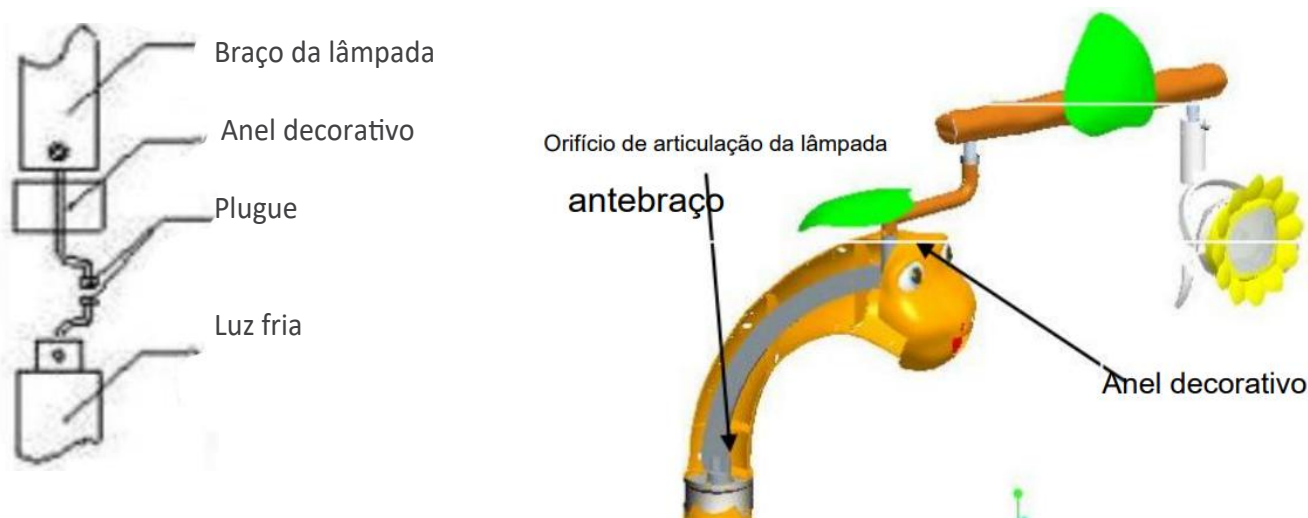 Braço da lâmpada
Anel decorativo
Plugue
Luz fria
Orifício de articulação da lâmpada
antebraço
Anel decorativo